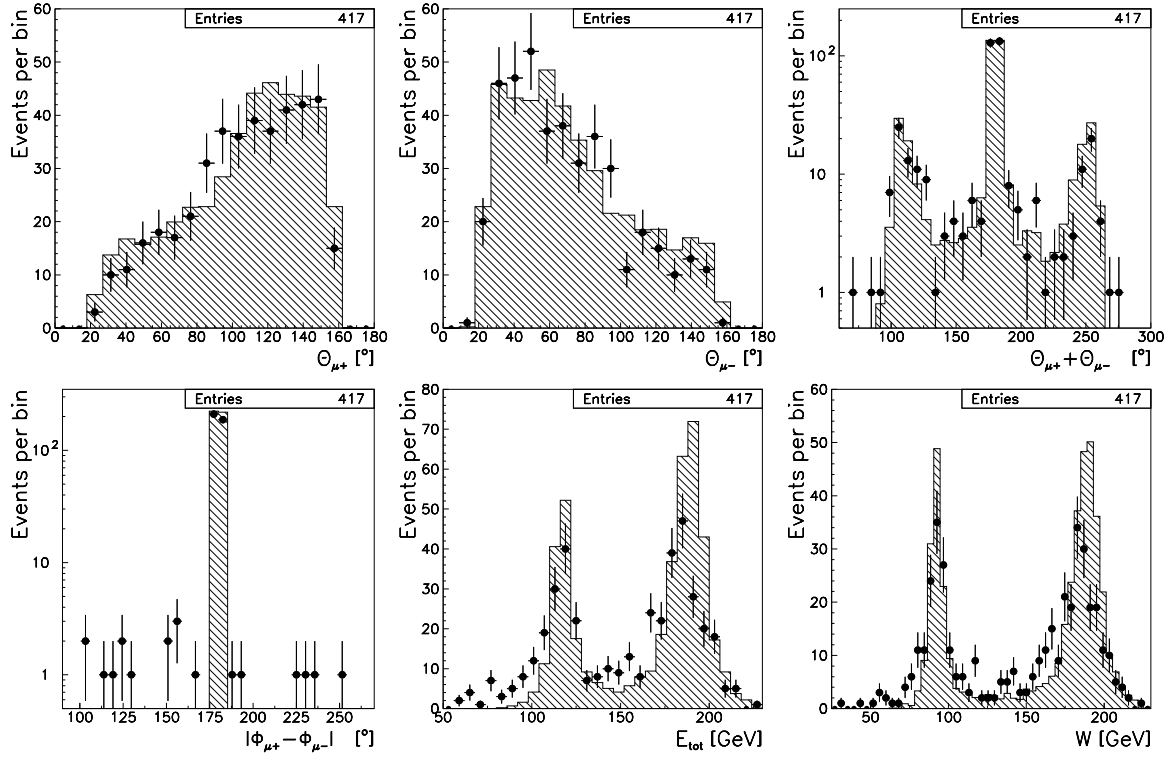 Entries 417
Events per bin
60
50
40
30
20
10
0
0 20 40 60 80 100 120 140 160 180
Θμ+ [°]
Entries 417
Events per bin
60
50
40
30
20
10
0
0 20 40 60 80 100 120 140 160 180
Θμ− [°]
Entries 417
Events per bin
10²
10
1
100 150 200 250 300
Θμ++Θμ− [°]
Entries 417
Events per bin
10²
10
1
100 125 150 175 200 225 250
|Φμ+−Φμ−| [°]
Entries 417
Events per bin
80
70
60
50
40
30
20
10
0
50 100 150 200
Etot [GeV]
Entries 417
Events per bin
60
50
40
30
20
10
0
50 100 150 200
W [GeV]